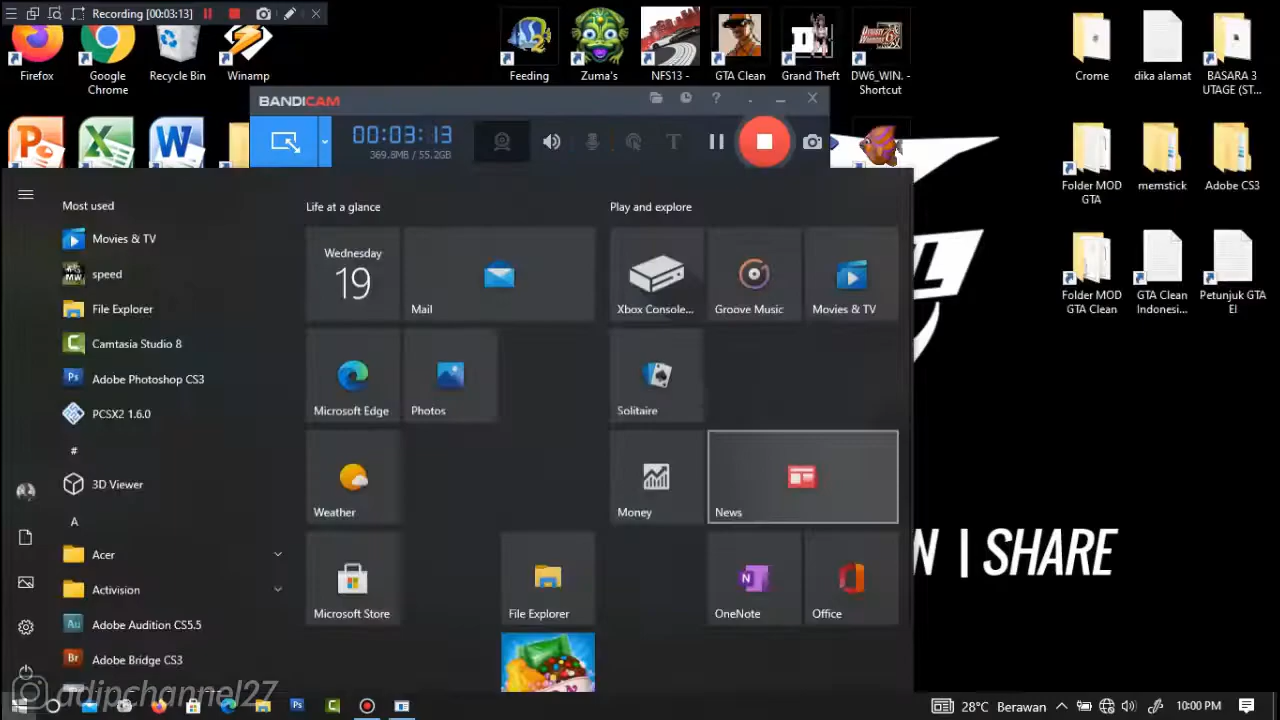 Recording [00:03:13]
Firefox
Google
Chrome
Recycle Bin
Winamp
Feeding
Zuma's
NFS13 -
GTA Clean
Grand Theft
DW6_WIN. -
Shortcut
Crome
dika alamat
BASARA 3
UTAGE (ST...
BANDICAM
00:03:13
369.8MB / 55.2GB
Folder MOD
GTA
memstick
Adobe CS3
Folder MOD
GTA Clean
GTA Clean
Indonesi...
Petunjuk GTA
EI
Most used
Movies & TV
speed
File Explorer
Camtasia Studio 8
Adobe Photoshop CS3
PCSX2 1.6.0
#
3D Viewer
A
Acer
Activision
Adobe Audition CS5.5
Adobe Bridge CS3
Life at a glance
Wednesday
19
Mail
Microsoft Edge
Photos
Weather
Microsoft Store
File Explorer
Play and explore
Xbox Console...
Groove Music
Movies & TV
Solitaire
Money
News
OneNote
Office
N | SHARE
adipchannel27
28°C Berawan
10:00 PM